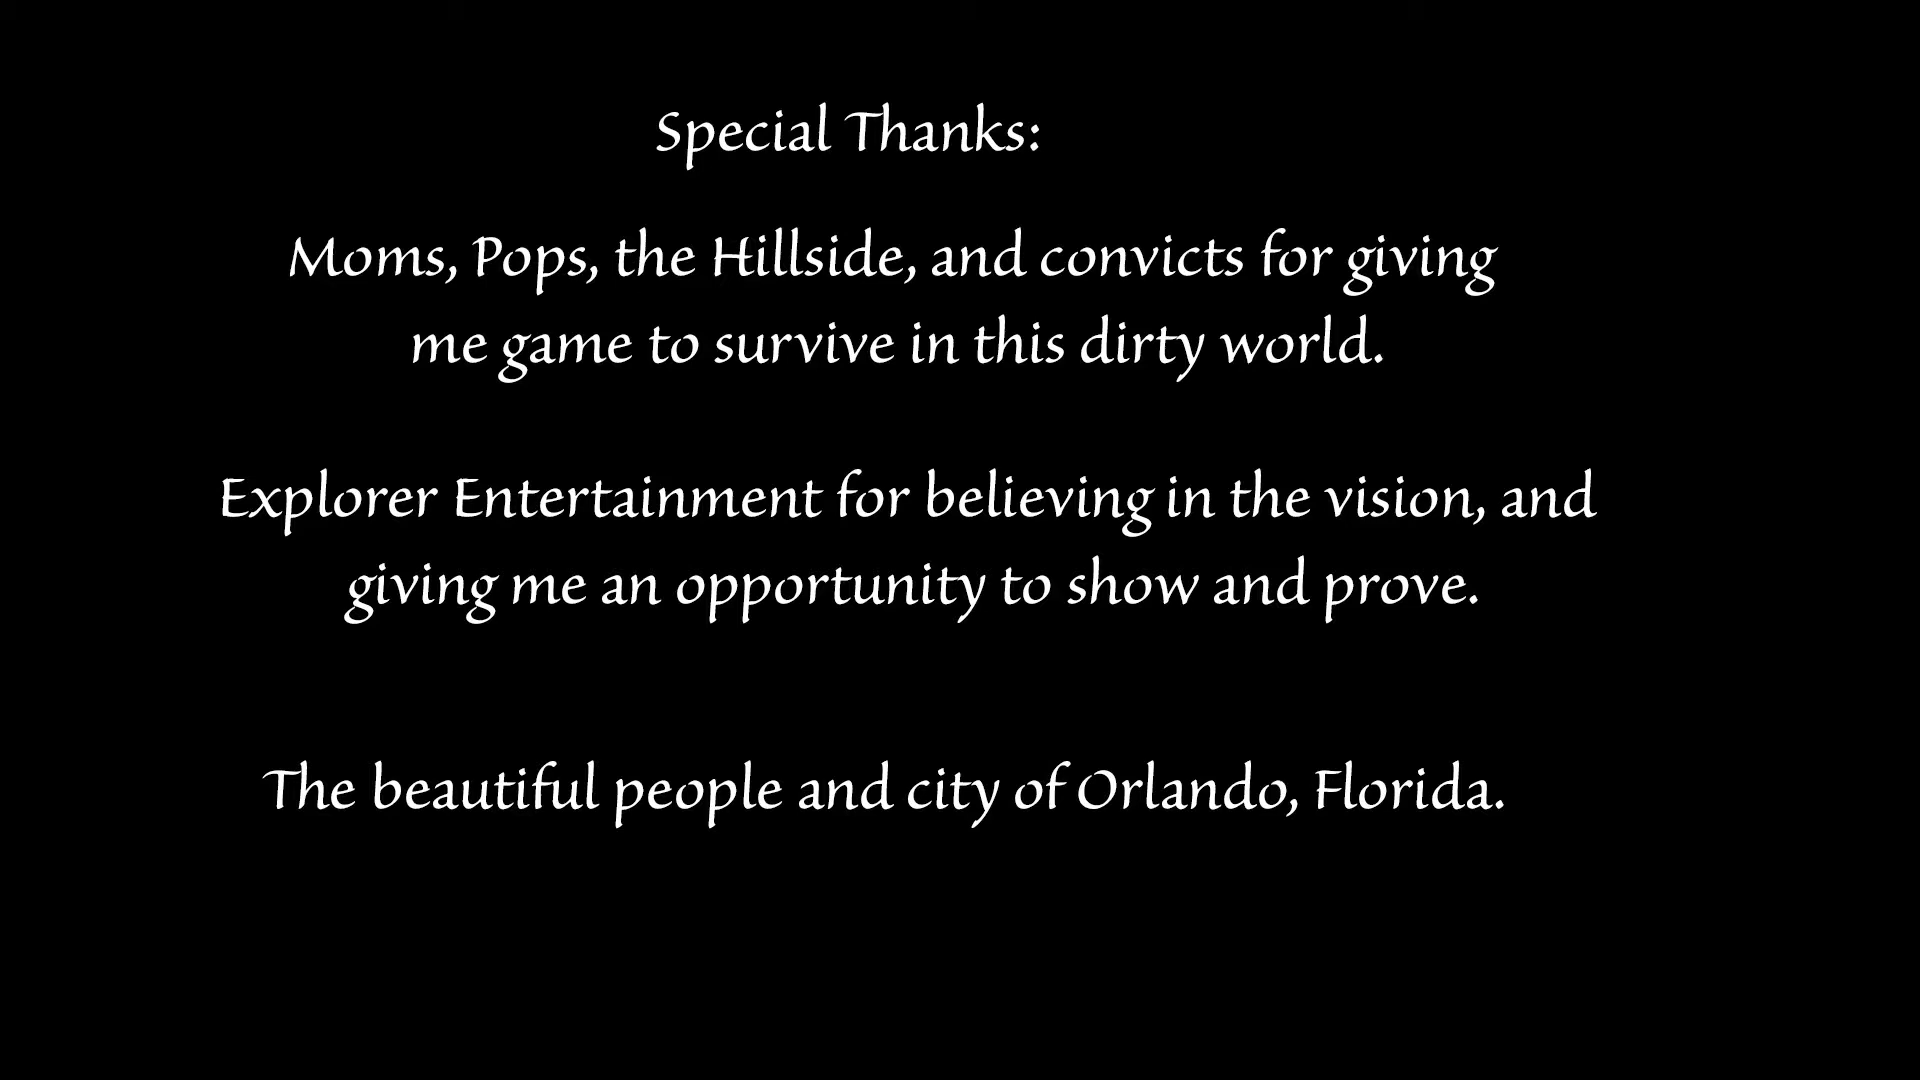 Special Thanks:
Moms, Pops, the Hillside, and convicts for giving
me game to survive in this dirty world.
Explorer Entertainment for believing in the vision, and
giving me an opportunity to show and prove.
The beautiful people and city of Orlando, Florida.